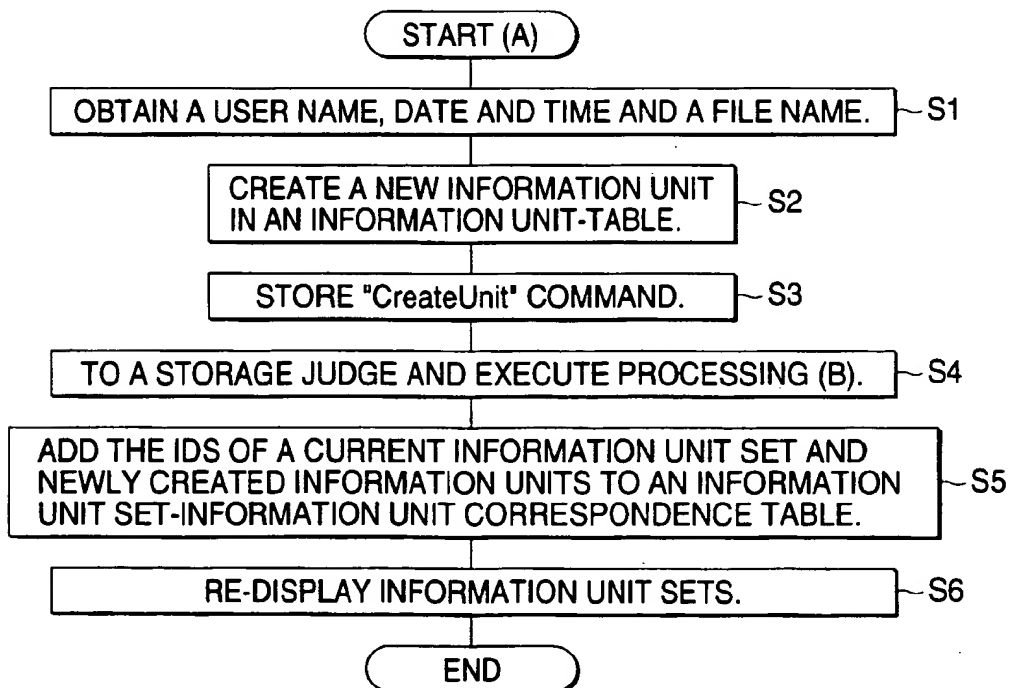 START (A)
OBTAIN A USER NAME, DATE AND TIME AND A FILE NAME.
S1
CREATE A NEW INFORMATION UNIT
IN AN INFORMATION UNIT-TABLE.
S2
STORE "CreateUnit" COMMAND.
S3
TO A STORAGE JUDGE AND EXECUTE PROCESSING (B).
S4
ADD THE IDS OF A CURRENT INFORMATION UNIT SET AND
NEWLY CREATED INFORMATION UNITS TO AN INFORMATION
UNIT SET-INFORMATION UNIT CORRESPONDENCE TABLE.
S5
RE-DISPLAY INFORMATION UNIT SETS.
S6
END